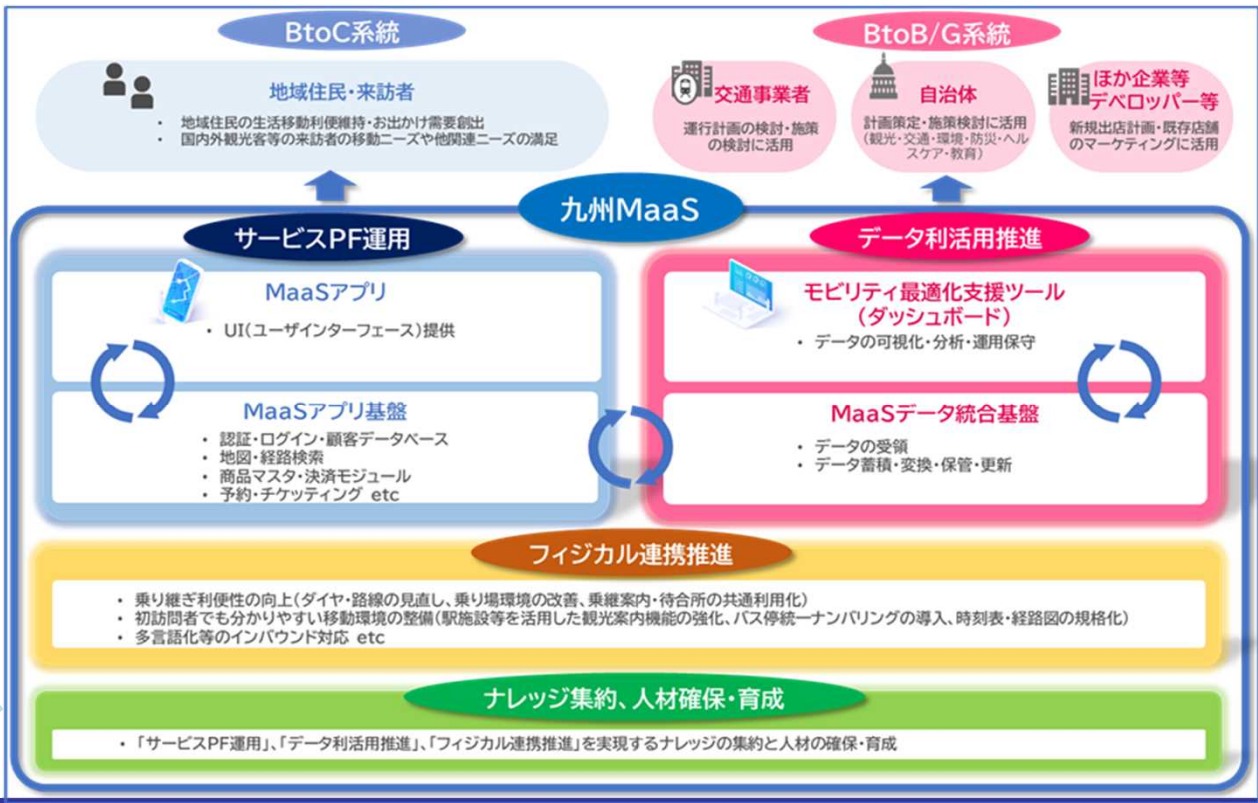 BtoC系統
BtoB/G系統
地域住民・来訪者
・ 地域住民の生活移動利便維持・お出かけ需要創出
・ 国内外観光客等の来訪者の移動ニーズや他関連ニーズの満足
交通事業者
運行計画の検討・施策
の検討に活用
自治体
計画策定・施策検討に活用
(観光・交通・環境・防災・ヘル
スケア・教育)
ほか企業等
デベロッパー等
新規出店計画・既存店舗
のマーケティングに活用
九州MaaS
サービスPF運用
MaaSアプリ
・ UI(ユーザインターフェース)提供
MaaSアプリ基盤
・ 認証・ログイン・顧客データベース
・ 地図・経路検索
・ 商品マスタ・決済モジュール
・ 予約・チケッティング etc
データ利活用推進
モビリティ最適化支援ツール
(ダッシュボード)
・ データの可視化・分析・運用保守
MaaSデータ統合基盤
・ データの受領
・ データ蓄積・変換・保管・更新
フィジカル連携推進
・ 乗り継ぎ利便性の向上(ダイヤ・路線の見直し、乗り場環境の改善、乗継案内・待合所の共通利用化)
・ 初訪問者でも分かりやすい移動環境の整備(駅施設等を活用した観光案内機能の強化、バス停統一ナンバリングの導入、時刻表・経路図の規格化)
・ 多言語化等のインバウンド対応 etc
ナレッジ集約、人材確保・育成
・ 「サービスPF運用」、「データ利活用推進」、「フィジカル連携推進」を実現するナレッジの集約と人材の確保・育成